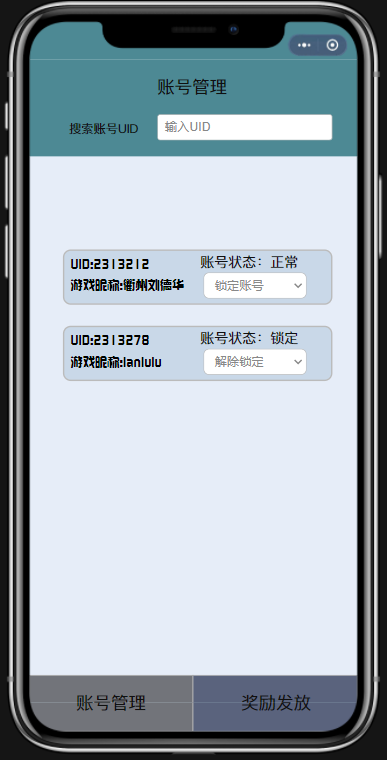 账号管理
搜索账号UID 输入UID
UID:2313212 账号状态：正常
游戏昵称:衢州刘德华 锁定账号
UID:2313278 账号状态：锁定
游戏昵称:lanlulu 解除锁定
账号管理 奖励发放